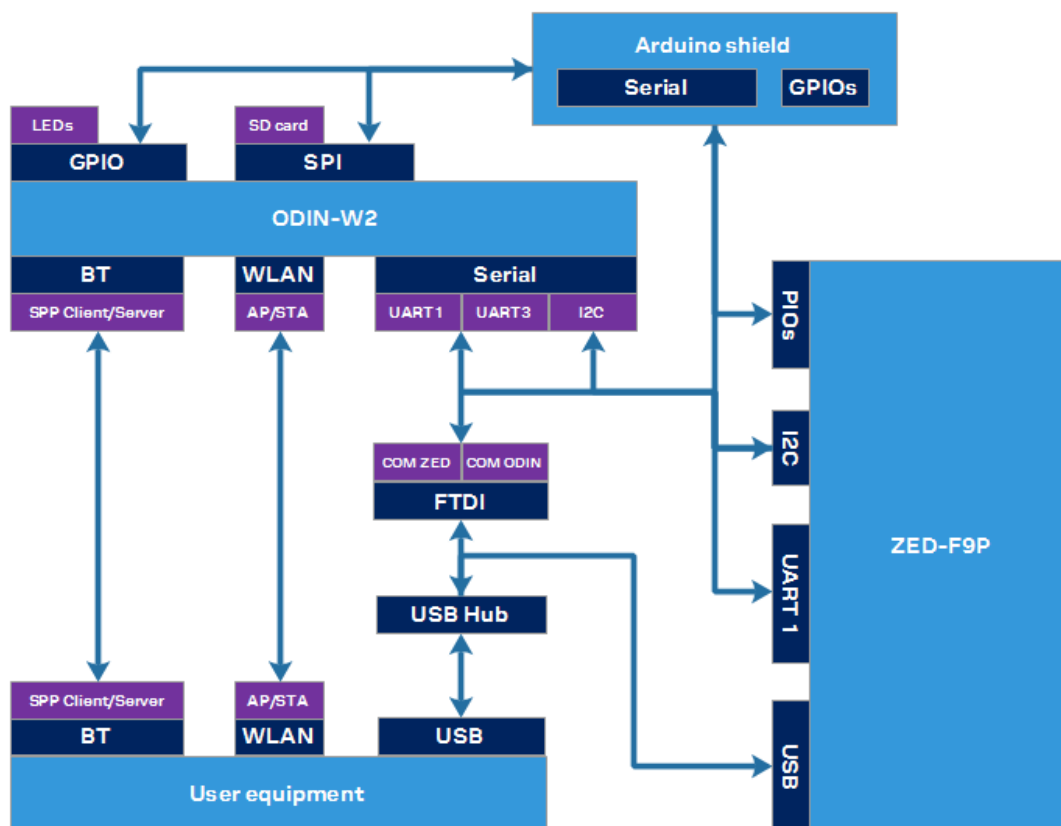 Arduino shield
Serial
GPIOs
LEDs
SD card
GPIO
SPI
ODIN-W2
BT
WLAN
Serial
SPP Client/Server
AP/STA
UART1
UART3
I2C
PIOs
I2C
COM ZED
COM ODIN
FTDI
ZED-F9P
UART 1
USB Hub
SPP Client/Server
AP/STA
BT
WLAN
USB
USB
User equipment